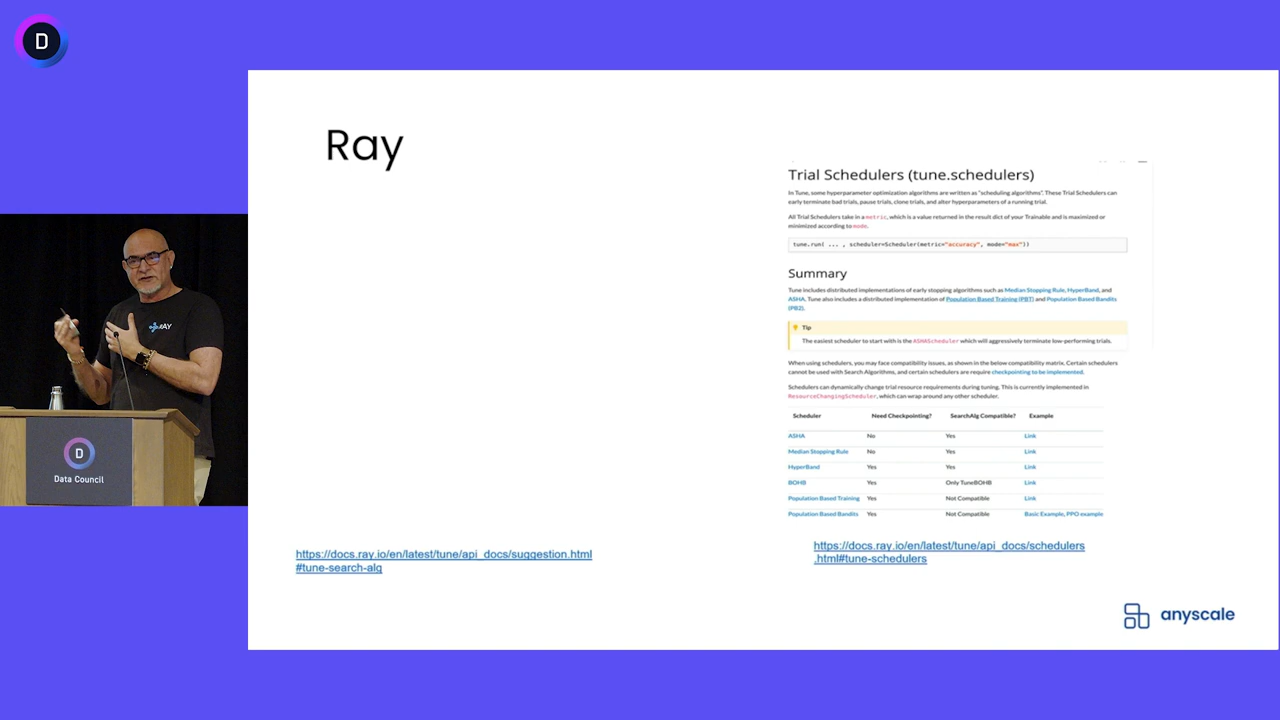 D
Ray
Trial Schedulers (tune.schedulers)
In Tune, some hyperparameter optimization algorithms are written as "scheduling algorithms". These Trial Schedulers can
early terminate bad trials, pause trials, clone trials, and alter hyperparameters of a running trial.
All Trial Schedulers take in a metric, which is a value returned in the result dict of your Trainable and is maximized or
minimized according to mode.
tune.run( ... , scheduler=Scheduler(metric="accuracy", mode="max"))
Summary
Tune includes distributed implementations of early stopping algorithms such as Median Stopping Rule, HyperBand, and
ASHA. Tune also includes a distributed implementation of Population Based Training (PBT) and Population Based Bandits
(PB2).
Tip
The easiest scheduler to start with is the ASHAScheduler which will aggressively terminate low-performing trials.
When using schedulers, you may face compatibility issues, as shown in the below compatibility matrix. Certain schedulers
cannot be used with Search Algorithms, and certain schedulers are require checkpointing to be implemented.
Schedulers can dynamically change trial resource requirements during tuning. This is currently implemented in
ResourceChangingScheduler, which can wrap around any other scheduler.
Scheduler Need Checkpointing? SearchAlg Compatible? Example
ASHA No Yes Link
Median Stopping Rule No Yes Link
HyperBand Yes Yes Link
BOHB Yes Only TuneBOHB Link
Population Based Training Yes Not Compatible Link
Population Based Bandits Yes Not Compatible Basic Example, PPO example
https://docs.ray.io/en/latest/tune/api_docs/suggestion.html
#tune-search-alg
https://docs.ray.io/en/latest/tune/api_docs/schedulers
.html#tune-schedulers
anyscale
RAY
D
Data Council